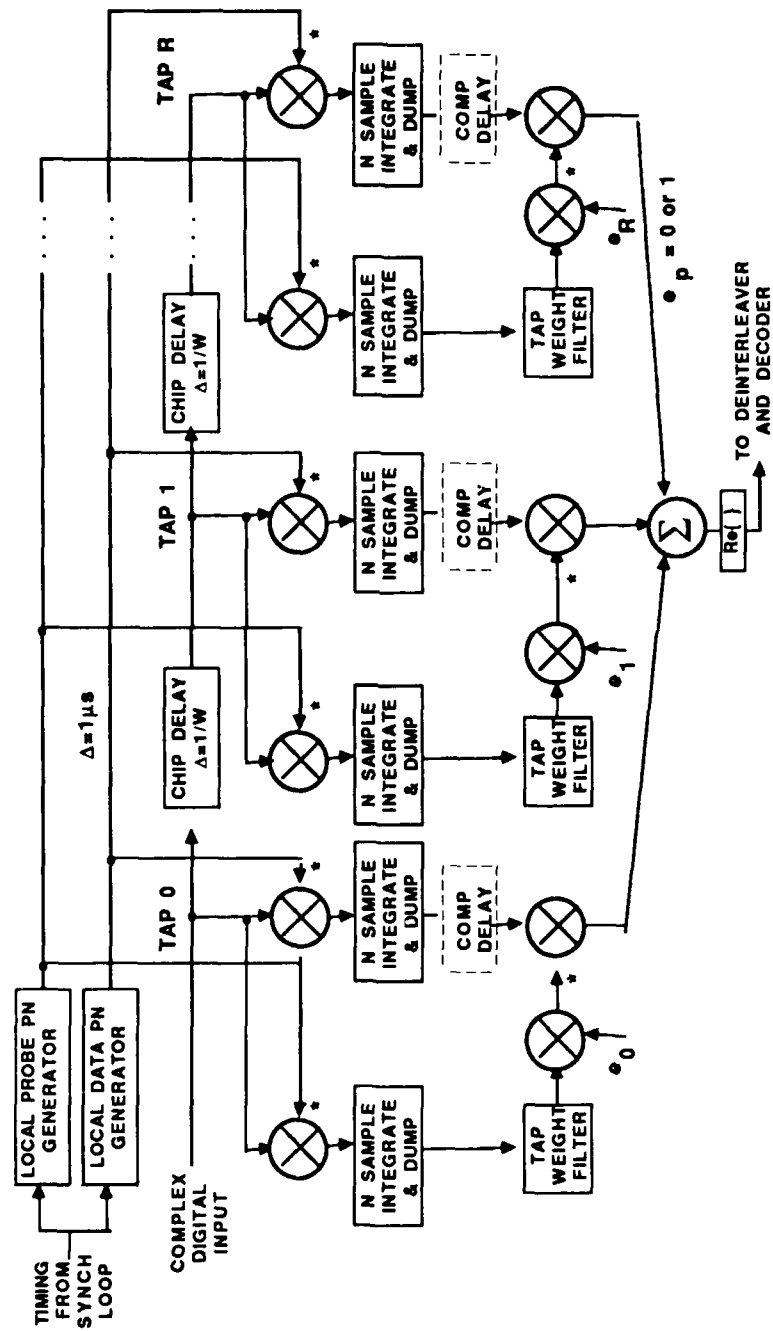 TIMING
FROM
SYNCH
LOOP
LOCAL PROBE PN
GENERATOR
LOCAL DATA PN
GENERATOR
COMPLEX
DIGITAL
INPUT
Δ=1μs
TAP 0
TAP 1
TAP R
CHIP DELAY
Δ=1/W
CHIP DELAY
Δ=1/W
. . . .
. . . .
. . .
*
*
*
*
*
*
N SAMPLE
INTEGRATE
& DUMP
N SAMPLE
INTEGRATE
& DUMP
N SAMPLE
INTEGRATE
& DUMP
N SAMPLE
INTEGRATE
& DUMP
N SAMPLE
INTEGRATE
& DUMP
N SAMPLE
INTEGRATE
& DUMP
COMP
DELAY
COMP
DELAY
COMP
DELAY
TAP
WEIGHT
FILTER
TAP
WEIGHT
FILTER
TAP
WEIGHT
FILTER
*
*
*
e0
e1
eR
ep = 0 or 1
Σ
Re{ }
TO DEINTERLEAVER
AND DECODER